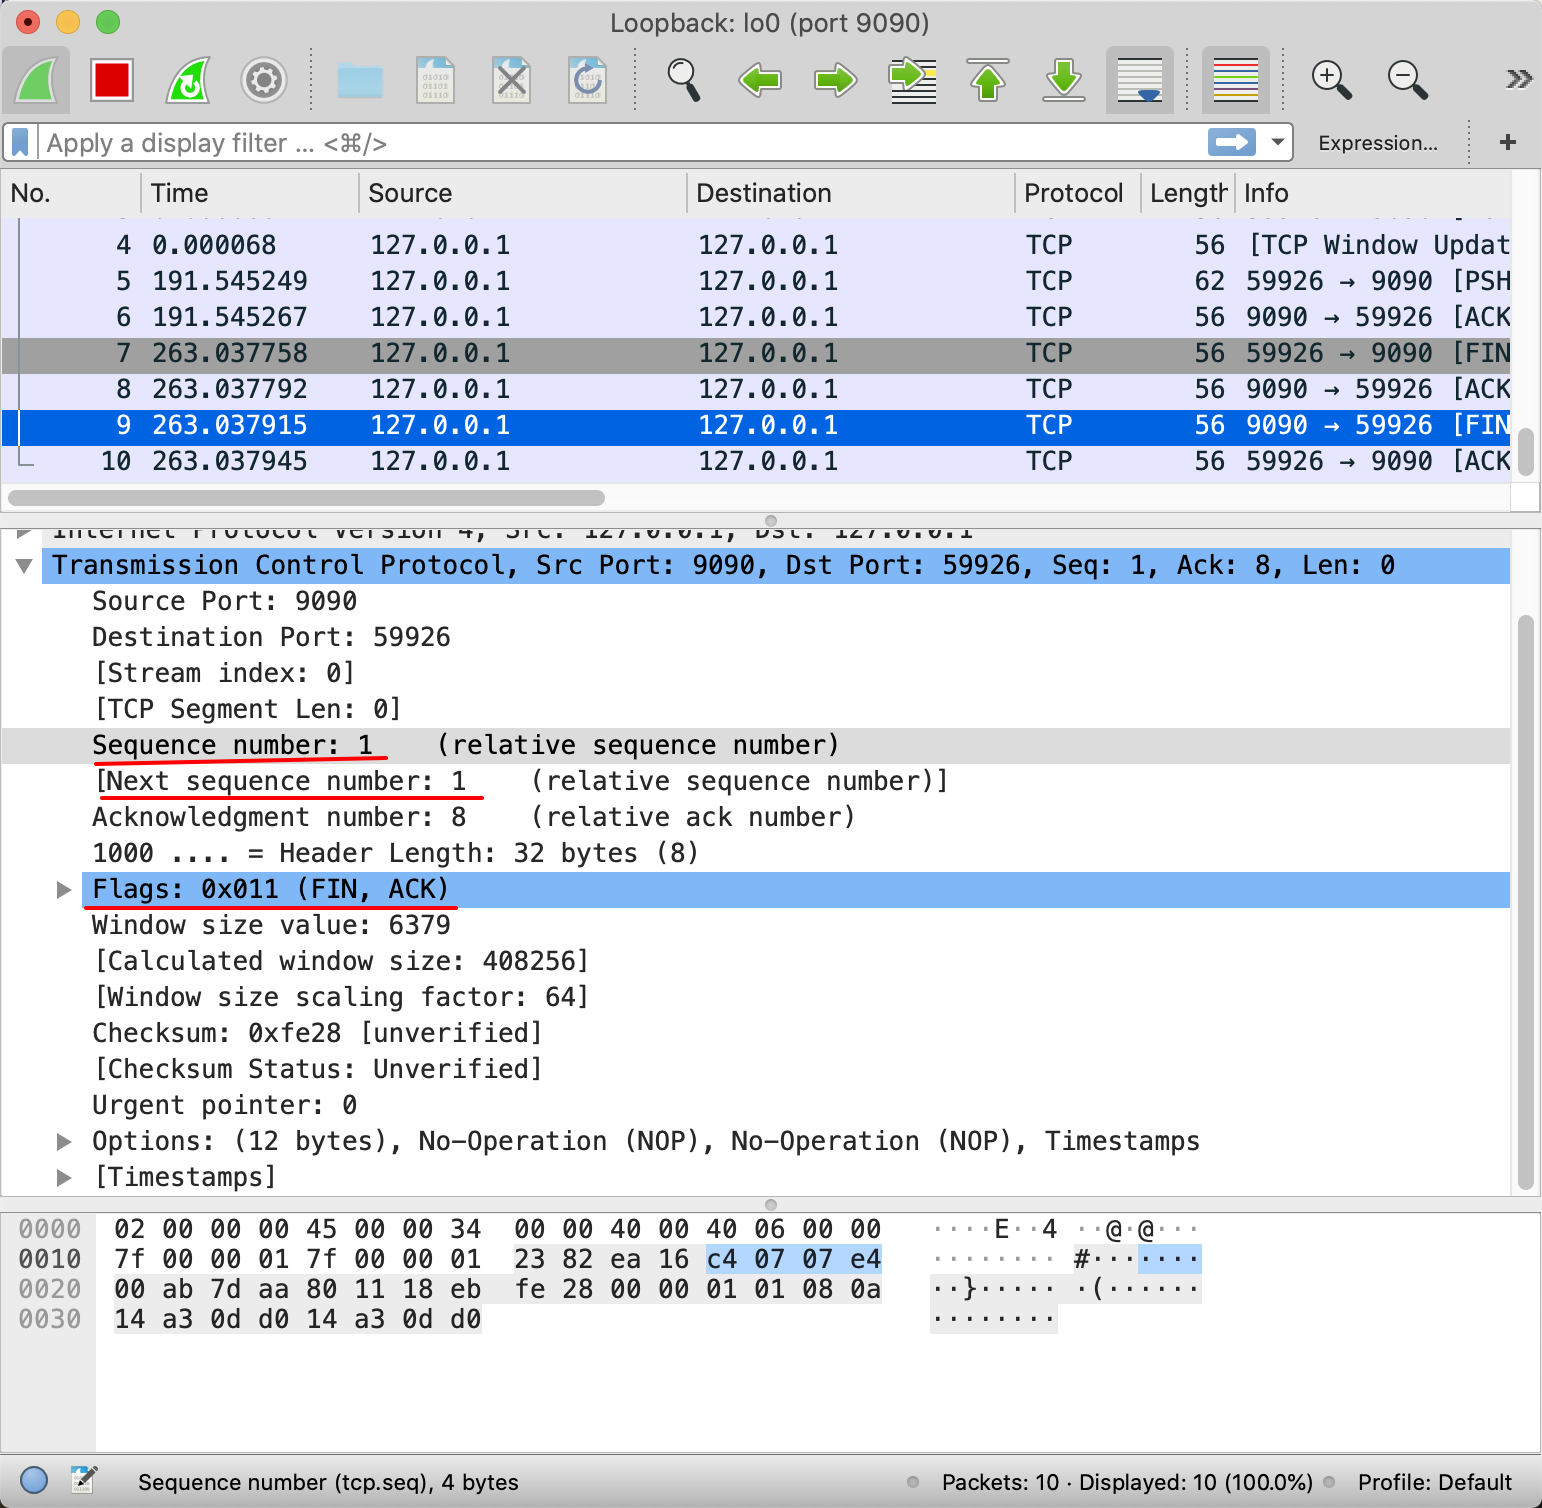 Loopback: lo0 (port 9090)
Apply a display filter ... <⌘/>
Expression...
+
No. Time Source Destination Protocol Length Info
4 0.000068 127.0.0.1 127.0.0.1 TCP 56 [TCP Window Updat
5 191.545249 127.0.0.1 127.0.0.1 TCP 62 59926 → 9090 [PSH
6 191.545267 127.0.0.1 127.0.0.1 TCP 56 9090 → 59926 [ACK
7 263.037758 127.0.0.1 127.0.0.1 TCP 56 59926 → 9090 [FIN
8 263.037792 127.0.0.1 127.0.0.1 TCP 56 9090 → 59926 [ACK
9 263.037915 127.0.0.1 127.0.0.1 TCP 56 9090 → 59926 [FIN
10 263.037945 127.0.0.1 127.0.0.1 TCP 56 59926 → 9090 [ACK
Internet Protocol Version 4, Src: 127.0.0.1, Dst: 127.0.0.1
Transmission Control Protocol, Src Port: 9090, Dst Port: 59926, Seq: 1, Ack: 8, Len: 0
Source Port: 9090
Destination Port: 59926
[Stream index: 0]
[TCP Segment Len: 0]
Sequence number: 1 (relative sequence number)
[Next sequence number: 1 (relative sequence number)]
Acknowledgment number: 8 (relative ack number)
1000 .... = Header Length: 32 bytes (8)
Flags: 0x011 (FIN, ACK)
Window size value: 6379
[Calculated window size: 408256]
[Window size scaling factor: 64]
Checksum: 0xfe28 [unverified]
[Checksum Status: Unverified]
Urgent pointer: 0
Options: (12 bytes), No-Operation (NOP), No-Operation (NOP), Timestamps
[Timestamps]
0000 02 00 00 00 45 00 00 34 00 00 40 00 40 06 00 00 ····E··4 ··@·@···
0010 7f 00 00 01 7f 00 00 01 23 82 ea 16 c4 07 07 e4 ········ #·······
0020 00 ab 7d aa 80 11 18 eb fe 28 00 00 01 01 08 0a ··}····· ·(······
0030 14 a3 0d d0 14 a3 0d d0 ········
Sequence number (tcp.seq), 4 bytes
Packets: 10 · Displayed: 10 (100.0%)
Profile: Default